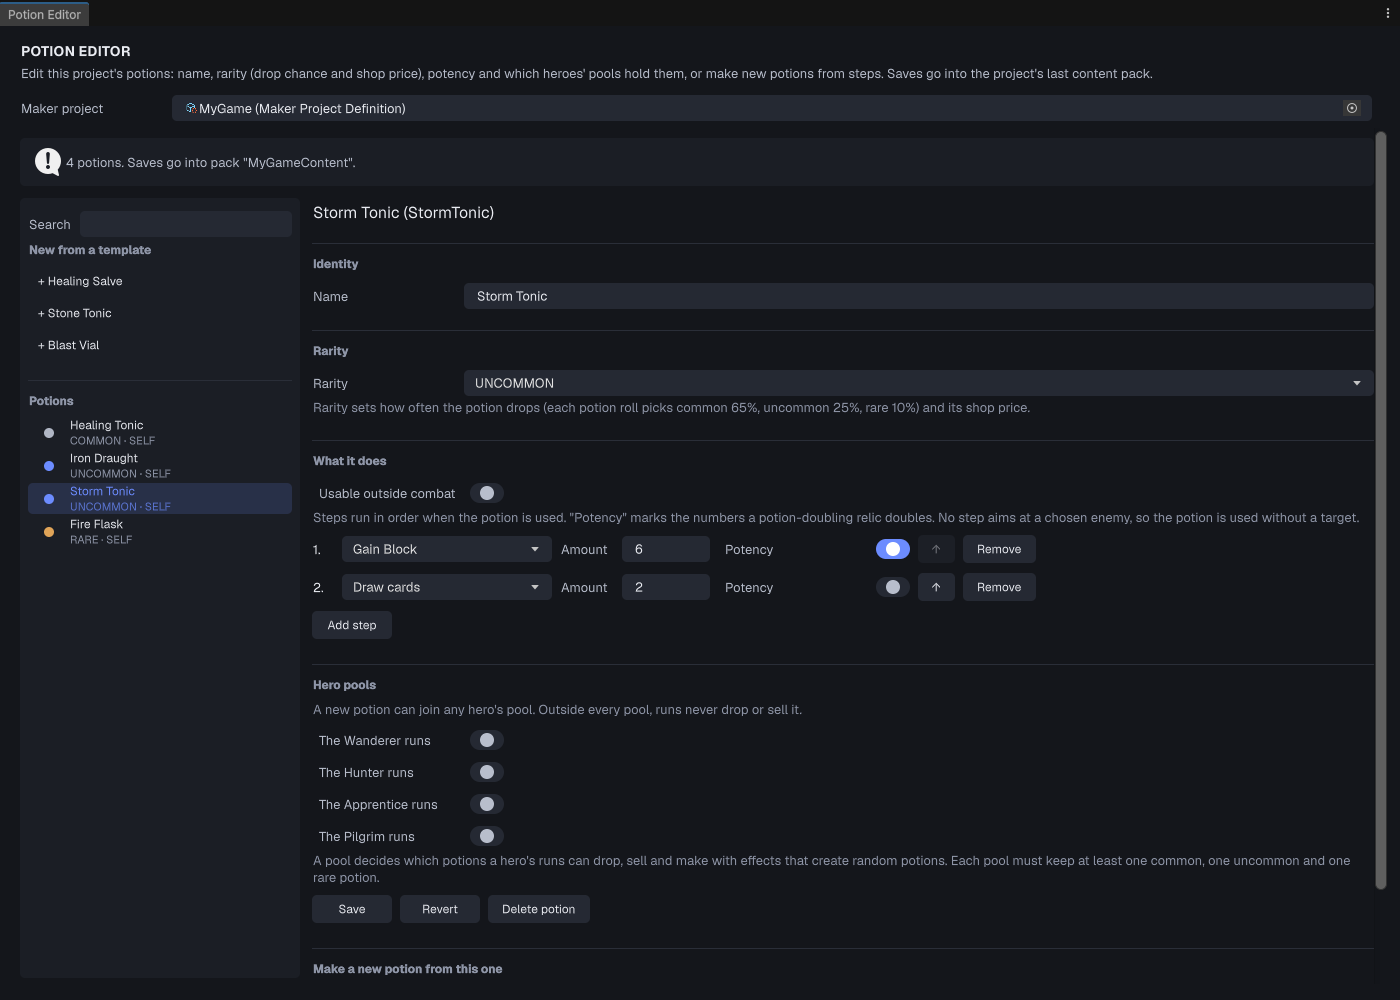 Potion Editor
POTION EDITOR
Edit this project's potions: name, rarity (drop chance and shop price), potency and which heroes' pools hold them, or make new potions from steps. Saves go into the project's last content pack.
Maker project
MyGame (Maker Project Definition)
4 potions. Saves go into pack "MyGameContent".
Search
New from a template
+ Healing Salve
+ Stone Tonic
+ Blast Vial
Potions
Healing Tonic
COMMON · SELF
Iron Draught
UNCOMMON · SELF
Storm Tonic
UNCOMMON · SELF
Fire Flask
RARE · SELF
Storm Tonic (StormTonic)
Identity
Name Storm Tonic
Rarity
Rarity UNCOMMON
Rarity sets how often the potion drops (each potion roll picks common 65%, uncommon 25%, rare 10%) and its shop price.
What it does
Usable outside combat
Steps run in order when the potion is used. "Potency" marks the numbers a potion-doubling relic doubles. No step aims at a chosen enemy, so the potion is used without a target.
1. Gain Block Amount 6 Potency ↑ Remove
2. Draw cards Amount 2 Potency ↑ Remove
Add step
Hero pools
A new potion can join any hero's pool. Outside every pool, runs never drop or sell it.
The Wanderer runs
The Hunter runs
The Apprentice runs
The Pilgrim runs
A pool decides which potions a hero's runs can drop, sell and make with effects that create random potions. Each pool must keep at least one common, one uncommon and one
rare potion.
Save Revert Delete potion
Make a new potion from this one